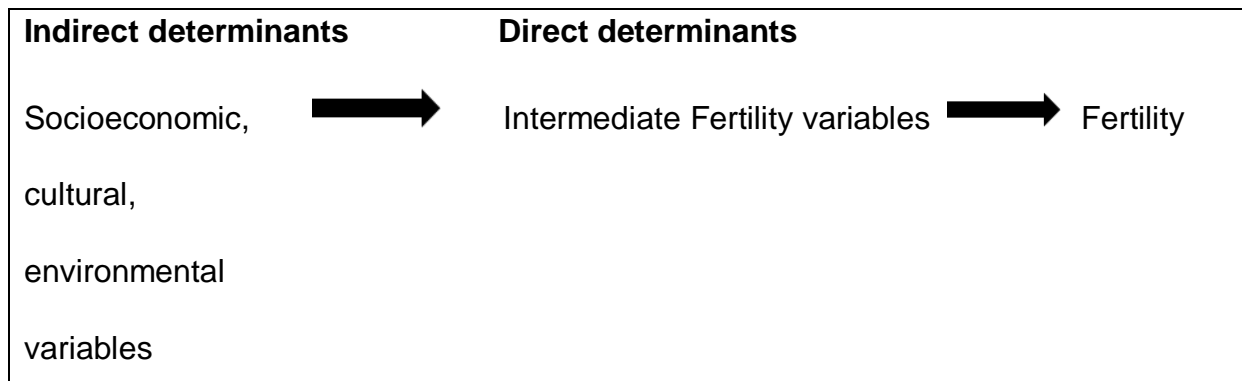 Indirect determinants Direct determinants
Socioeconomic, Intermediate Fertility variables Fertility
cultural,
environmental
variables